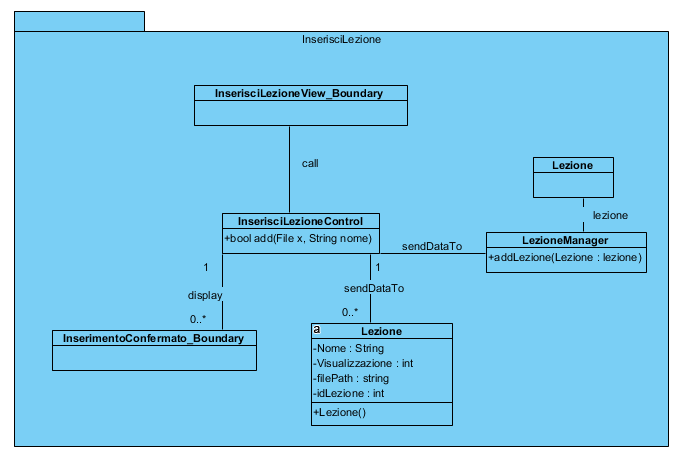 InserisciLezione
InserisciLezioneView_Boundary
call
Lezione
lezione
InserisciLezioneControl
+bool add(File x, String nome)
sendDataTo
LezioneManager
+addLezione(Lezione : lezione)
1
1
display
sendDataTo
0..*
0..*
InserimentoConfermato_Boundary
a
Lezione
-Nome : String
-Visualizzazione : int
-filePath : string
-idLezione : int
+Lezione()